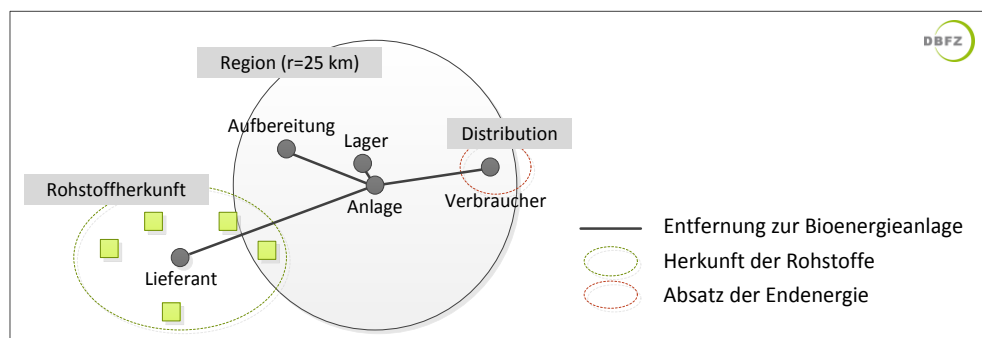 DBFZ
Region (r=25 km)
Aufbereitung
Lager
Distribution
Rohstoffherkunft
Anlage
Verbraucher
Lieferant
Entfernung zur Bioenergieanlage
Herkunft der Rohstoffe
Absatz der Endenergie